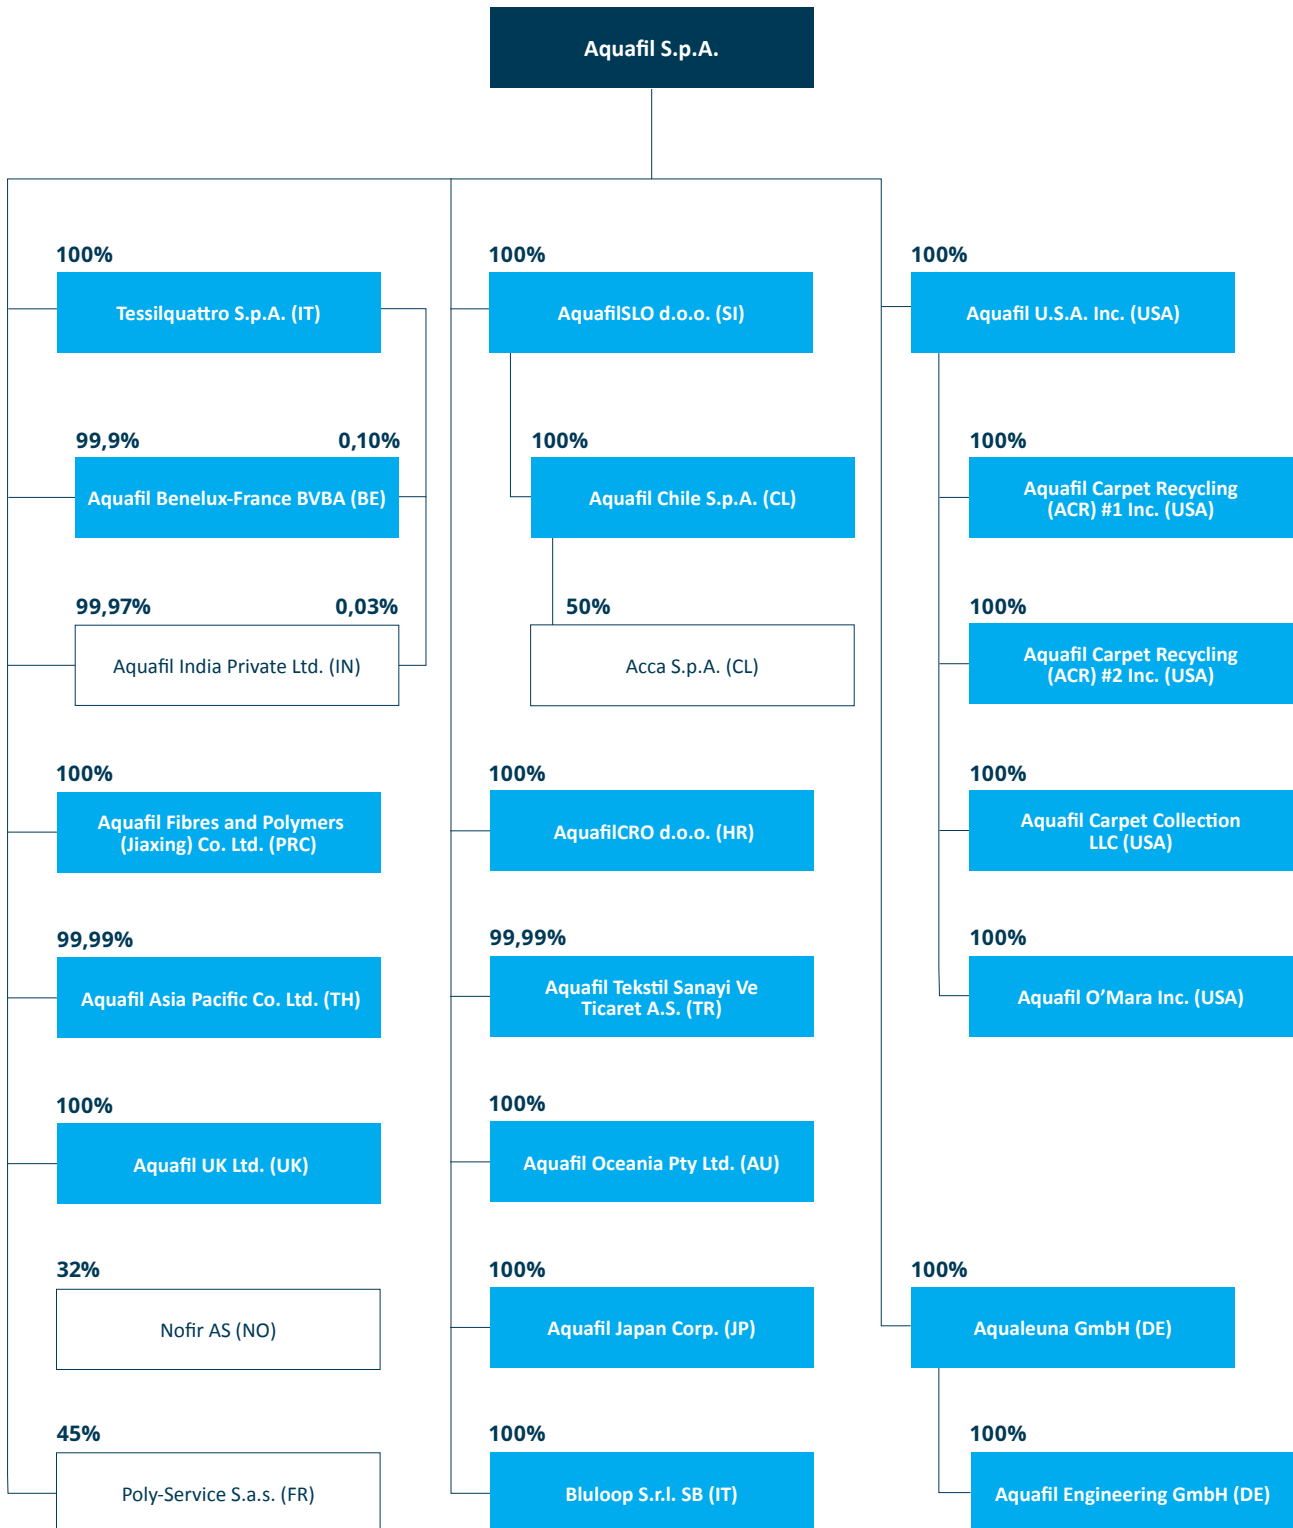 Aquafil S.p.A.
100%
Tessilquattro S.p.A. (IT)
99,9%
0,10%
Aquafil Benelux-France BVBA (BE)
99,97%
0,03%
Aquafil India Private Ltd. (IN)
100%
Aquafil Fibres and Polymers
(Jiaxing) Co. Ltd. (PRC)
99,99%
Aquafil Asia Pacific Co. Ltd. (TH)
100%
Aquafil UK Ltd. (UK)
32%
Nofir AS (NO)
45%
Poly-Service S.a.s. (FR)
100%
AquafilSLO d.o.o. (SI)
100%
Aquafil Chile S.p.A. (CL)
50%
Acca S.p.A. (CL)
100%
AquafilCRO d.o.o. (HR)
99,99%
Aquafil Tekstil Sanayi Ve
Ticaret A.S. (TR)
100%
Aquafil Oceania Pty Ltd. (AU)
100%
Aquafil Japan Corp. (JP)
100%
Bluloop S.r.l. SB (IT)
100%
Aquafil U.S.A. Inc. (USA)
100%
Aquafil Carpet Recycling
(ACR) #1 Inc. (USA)
100%
Aquafil Carpet Recycling
(ACR) #2 Inc. (USA)
100%
Aquafil Carpet Collection
LLC (USA)
100%
Aquafil O’Mara Inc. (USA)
100%
Aqualeuna GmbH (DE)
100%
Aquafil Engineering GmbH (DE)